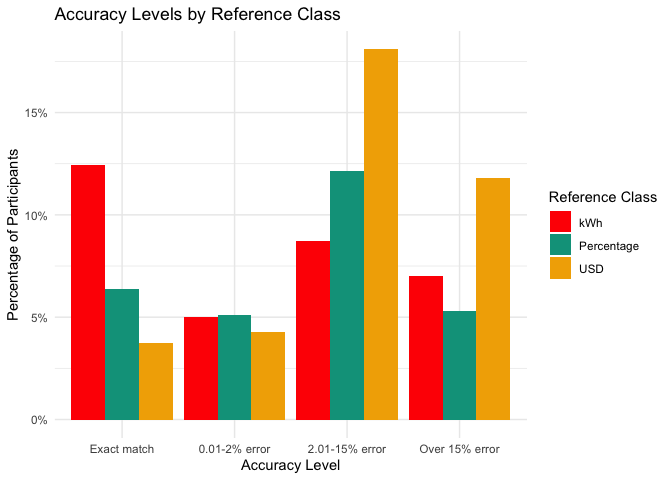 Accuracy Levels by Reference Class
Percentage of Participants
15%
10%
5%
0%
Exact match
0.01-2% error
2.01-15% error
Over 15% error
Accuracy Level
Reference Class
kWh
Percentage
USD